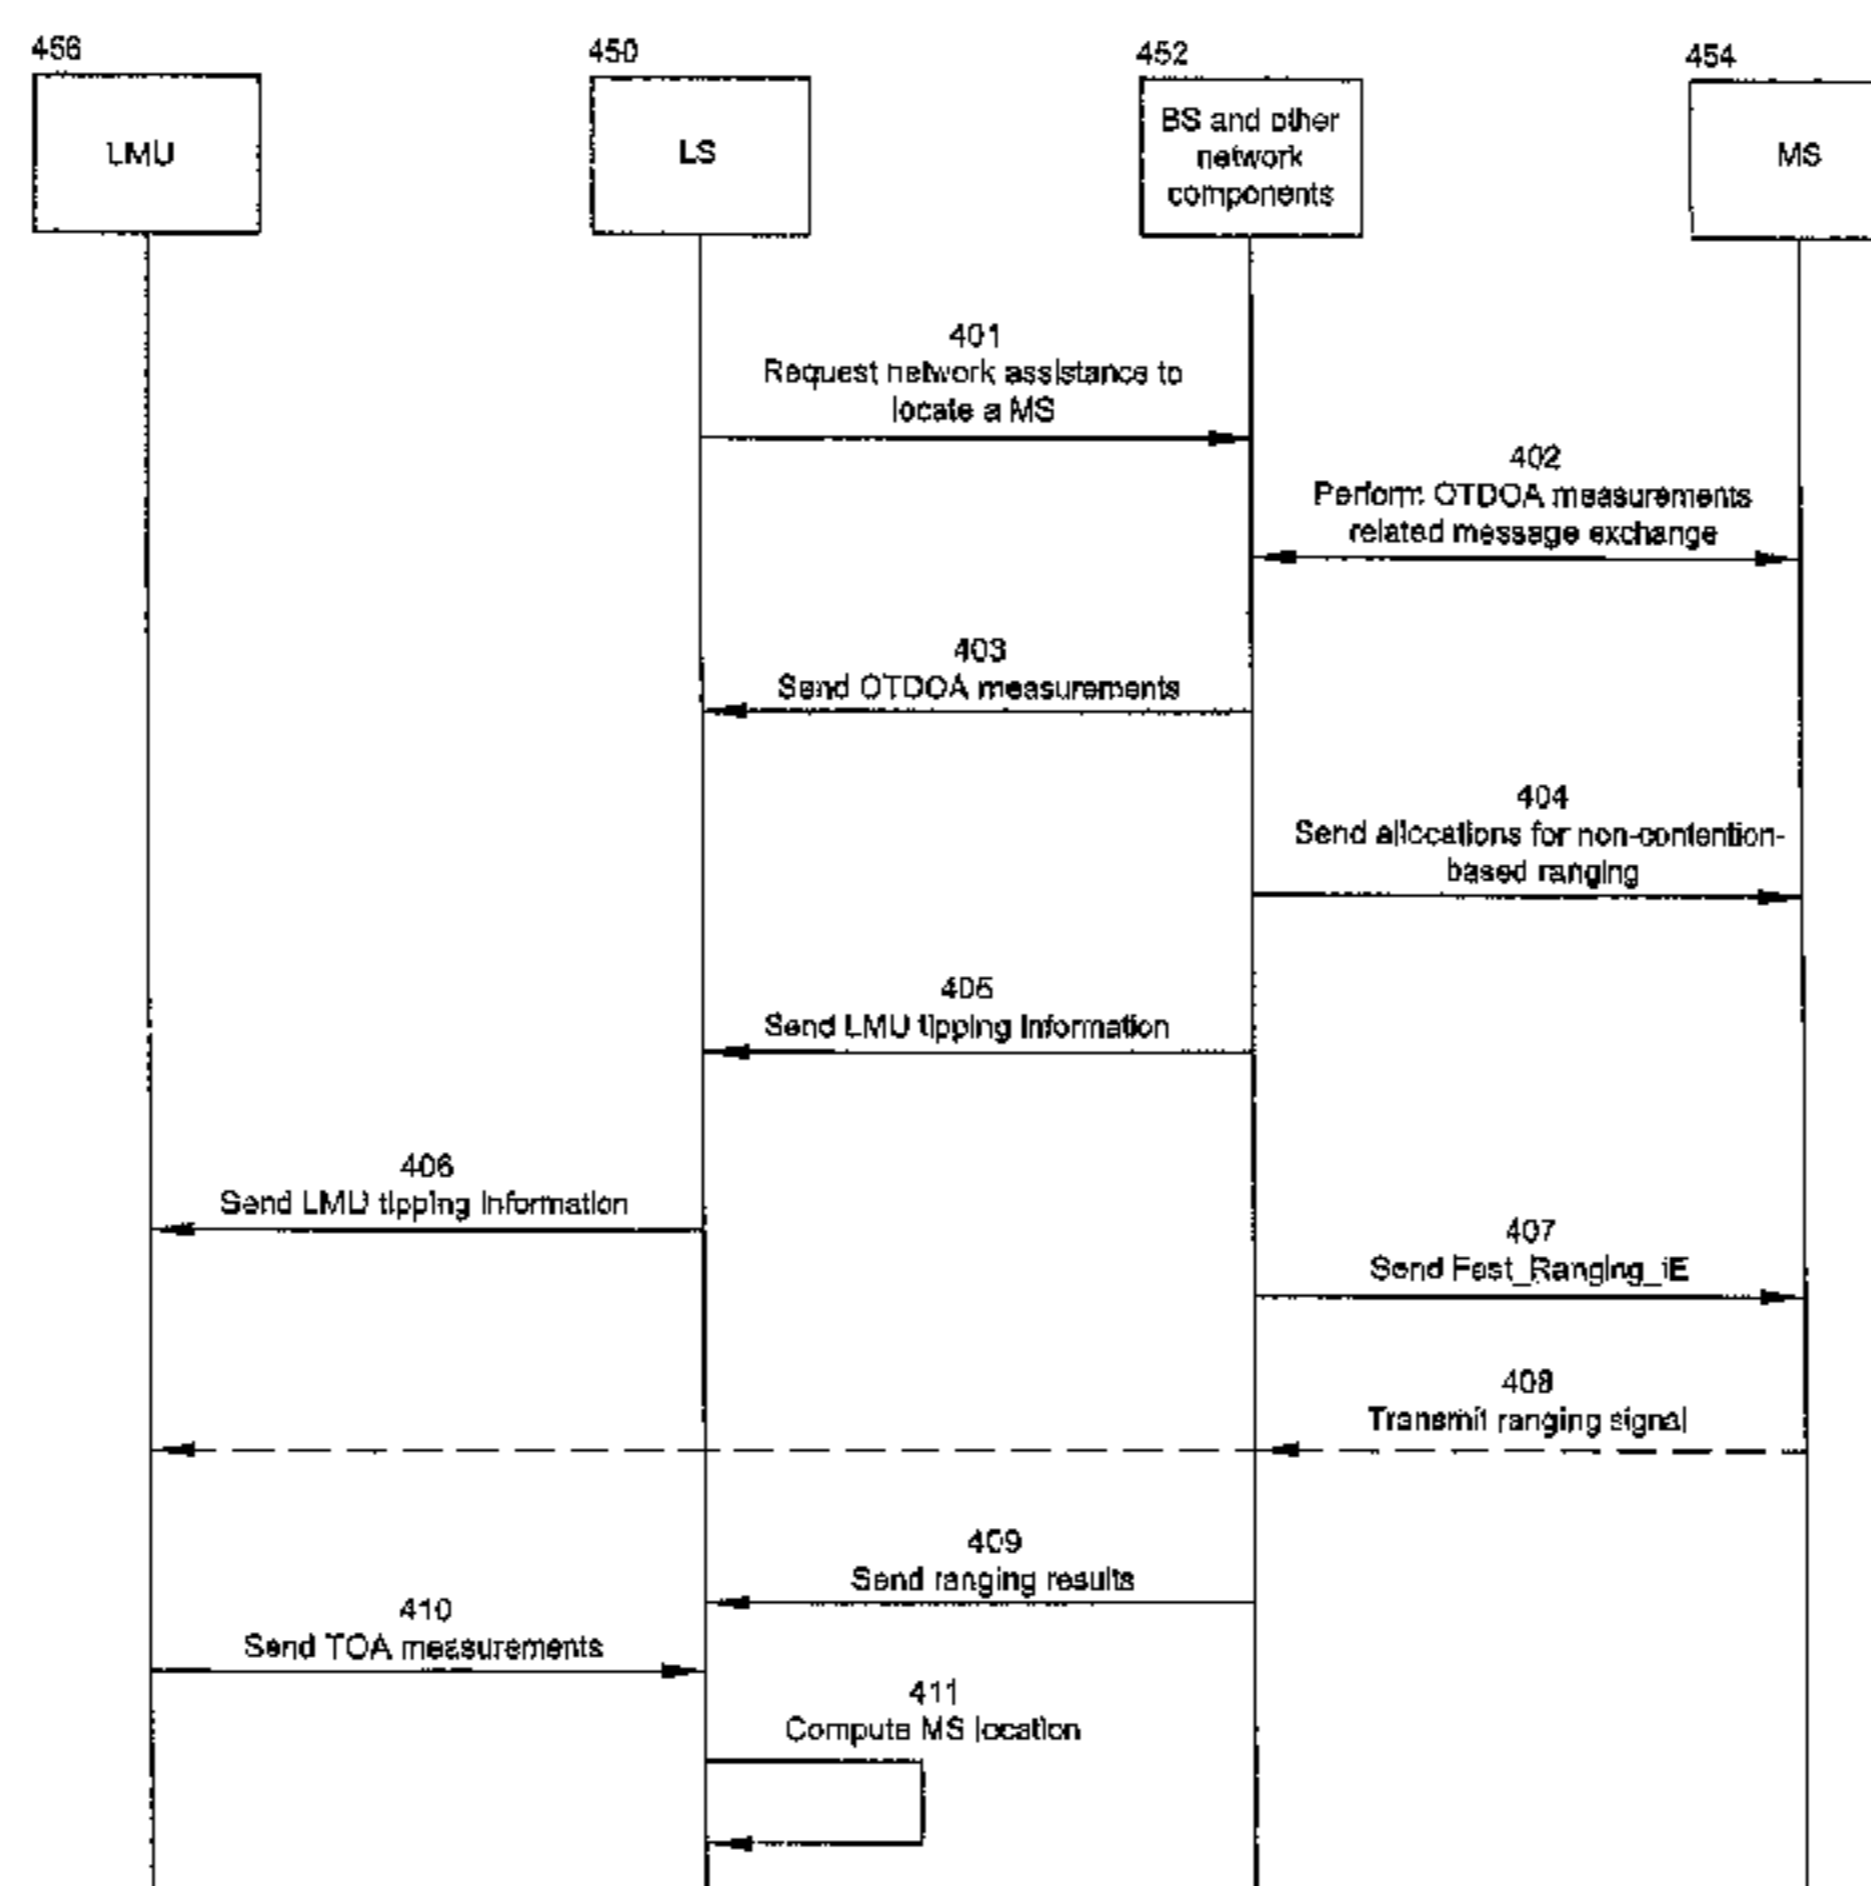 456
450
452
454
LMU
LS
BS and other
network
components
MS
401
Request network assistance to
locate a MS
402
Perform OTDOA measurements
related message exchange
403
Send OTDOA measurements
404
Send allocations for non-contention-
based ranging
405
Send LMU tipping information
406
Send LMU tipping information
407
Send Fast_Ranging_IE
408
Transmit ranging signal
409
Send ranging results
410
Send TOA measurements
411
Compute MS location